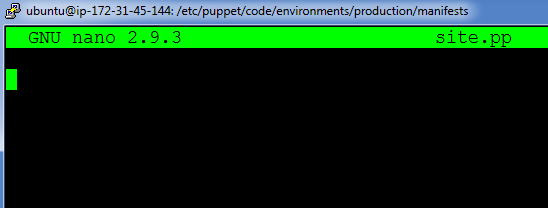 ubuntu@ip-172-31-45-144: /etc/puppet/code/environments/production/manifests
GNU nano 2.9.3 site.pp